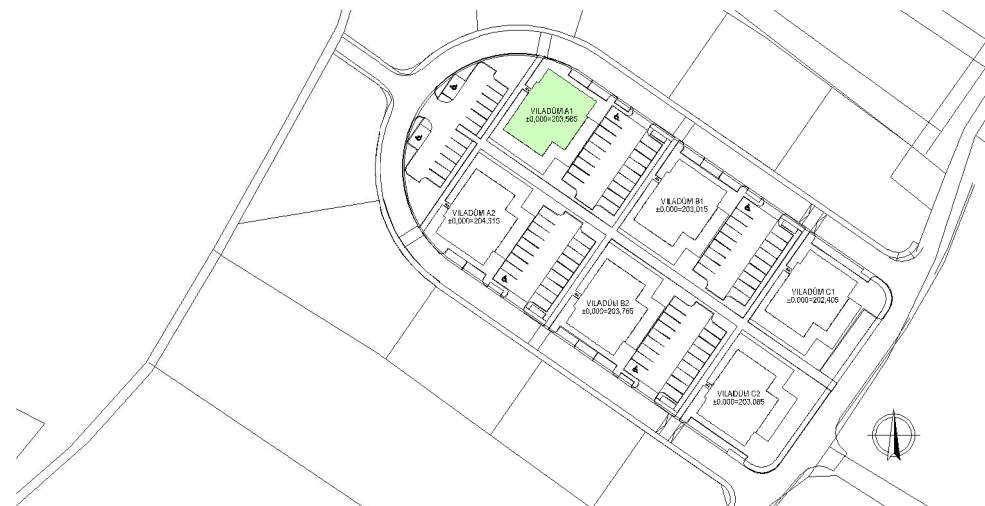 VILADŮM A1
±0,000=203,565
VILADŮM B1
±0,000=203,015
VILADŮM A2
±0,000=204,315
VILADŮM C1
±0,000=202,405
VILADŮM B2
±0,000=203,765
VILADŮM C2
±0,000=203,085